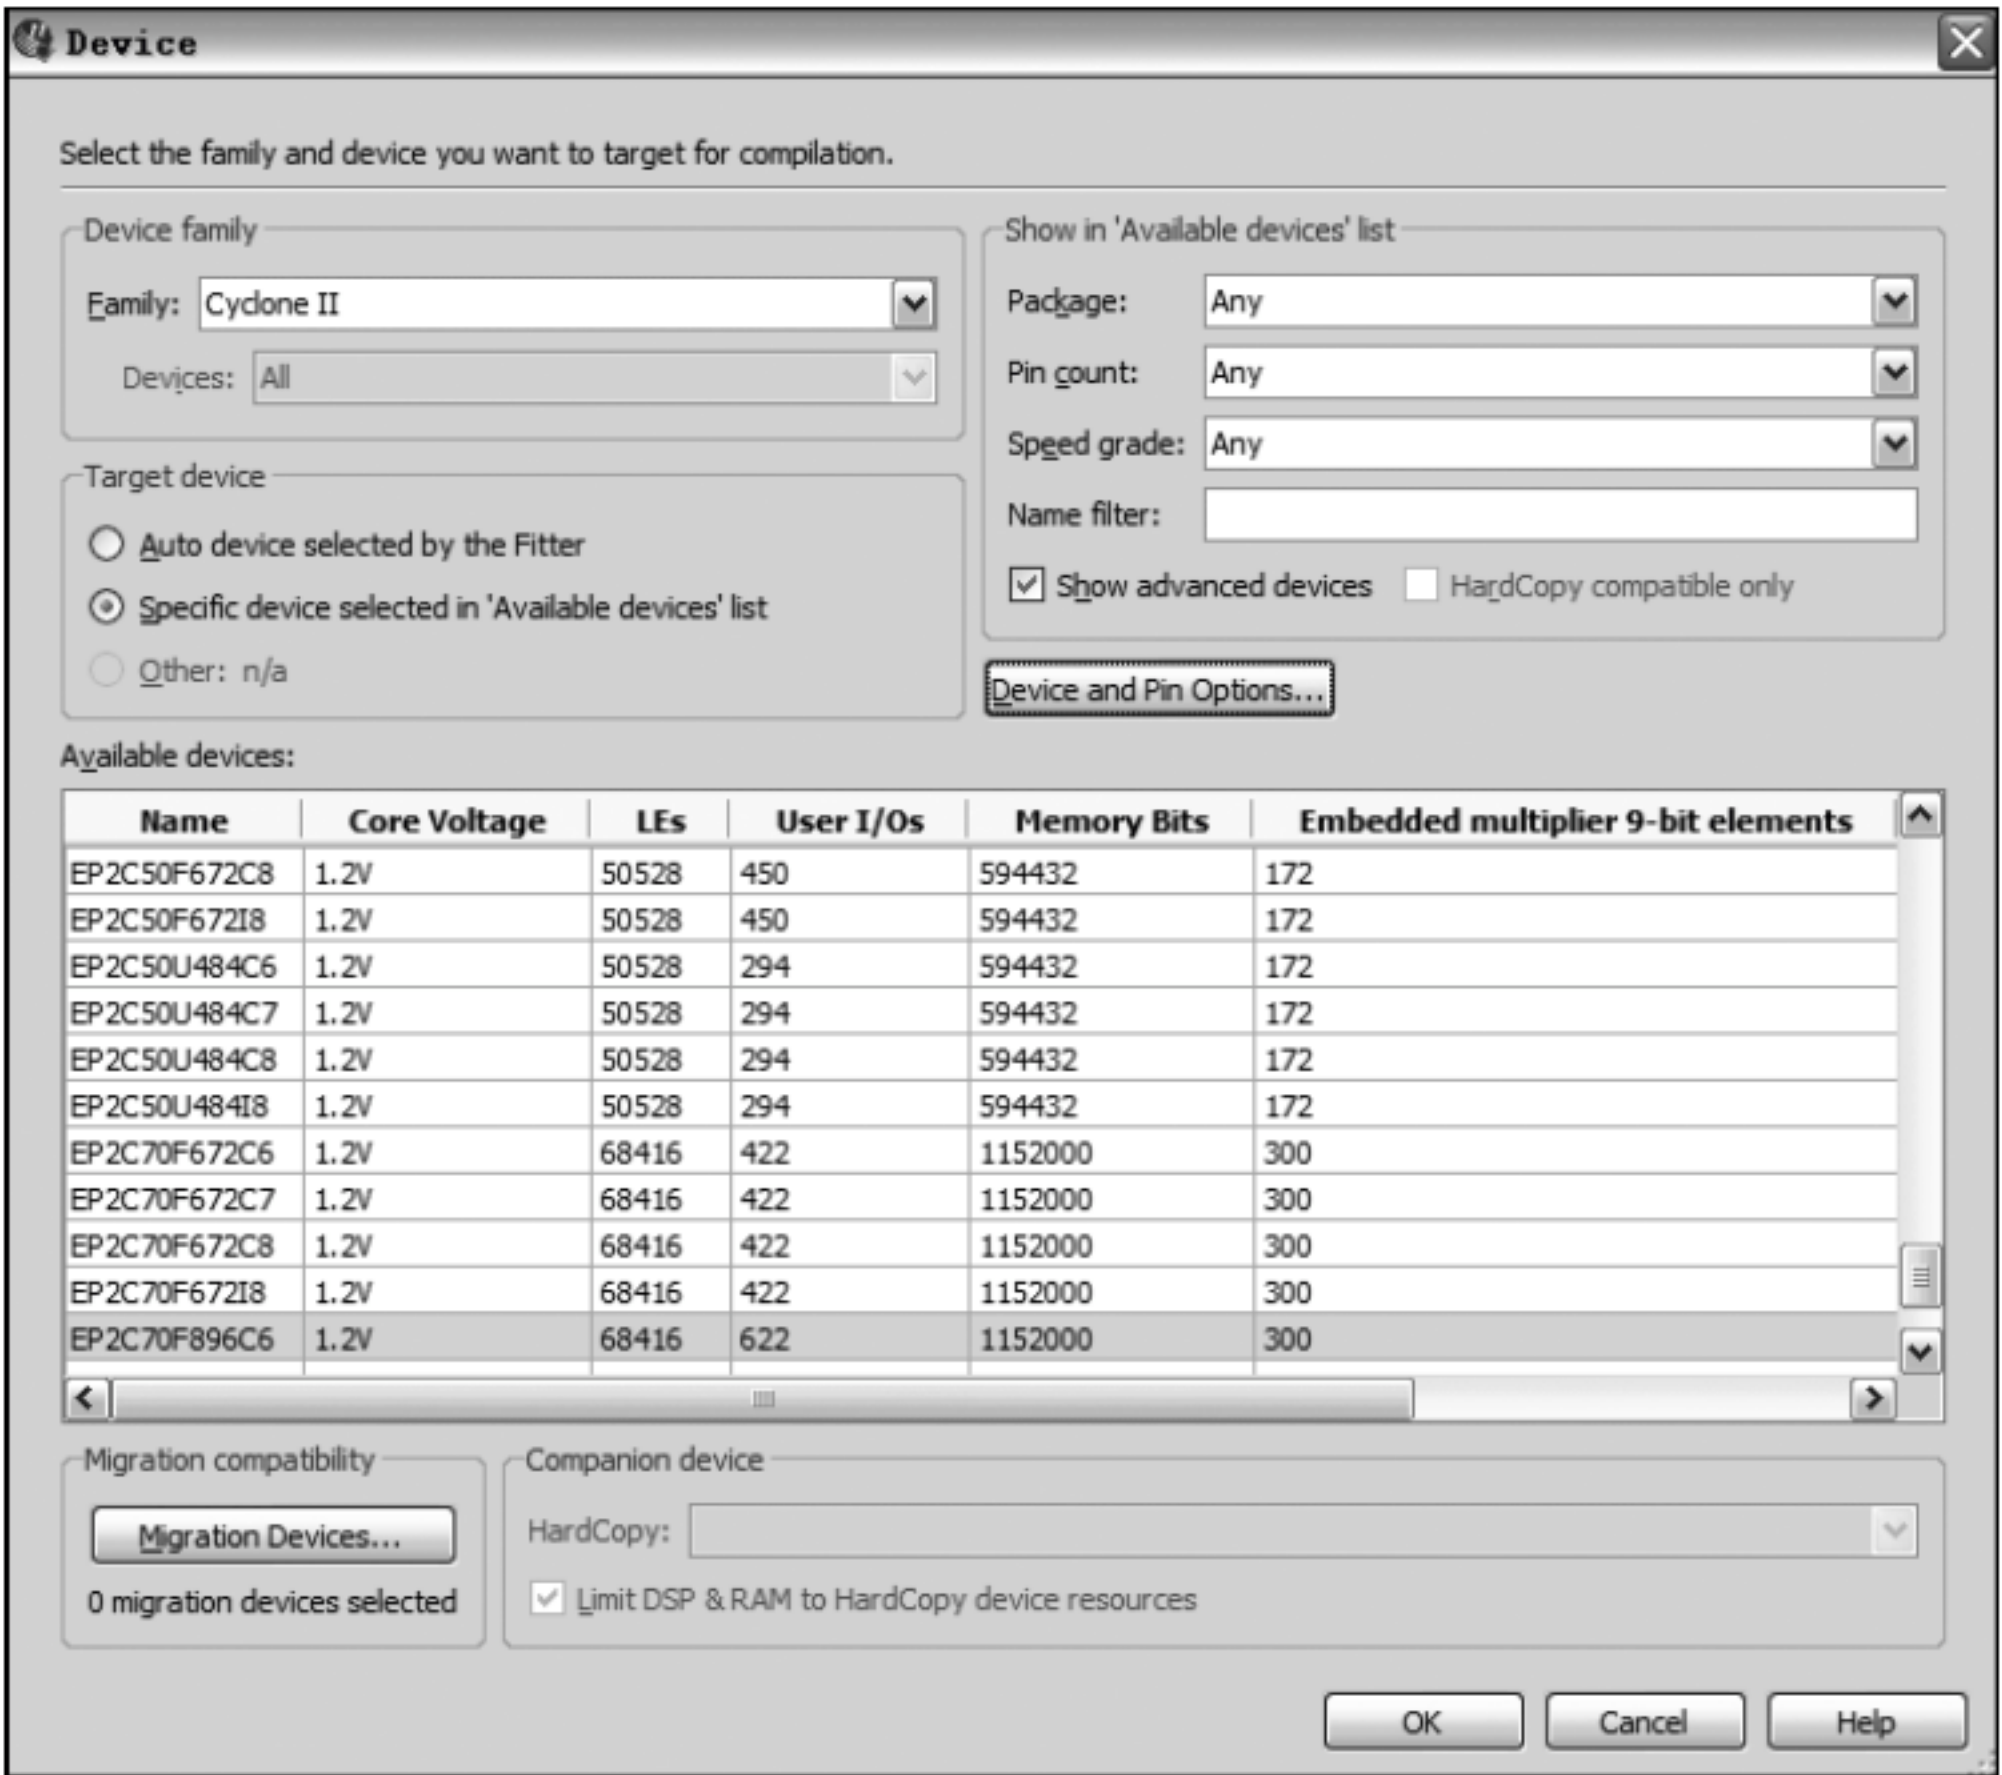 Device
Select the family and device you want to target for compilation.
Device family
Family: Cyclone II
Devices: All
Show in 'Available devices' list
Package: Any
Pin count: Any
Speed grade: Any
Name filter:
Show advanced devices HardCopy compatible only
Target device
Auto device selected by the Fitter
Specific device selected in 'Available devices' list
Other: n/a
Device and Pin Options...
Available devices:
Name Core Voltage LEs User I/Os Memory Bits Embedded multiplier 9-bit elements
EP2C50F672C8 1.2V 50528 450 594432 172
EP2C50F672I8 1.2V 50528 450 594432 172
EP2C50U484C6 1.2V 50528 294 594432 172
EP2C50U484C7 1.2V 50528 294 594432 172
EP2C50U484C8 1.2V 50528 294 594432 172
EP2C50U484I8 1.2V 50528 294 594432 172
EP2C70F672C6 1.2V 68416 422 1152000 300
EP2C70F672C7 1.2V 68416 422 1152000 300
EP2C70F672C8 1.2V 68416 422 1152000 300
EP2C70F672I8 1.2V 68416 422 1152000 300
EP2C70F896C6 1.2V 68416 622 1152000 300
Migration compatibility
Migration Devices...
0 migration devices selected
Companion device
HardCopy:
Limit DSP & RAM to HardCopy device resources
OK Cancel Help